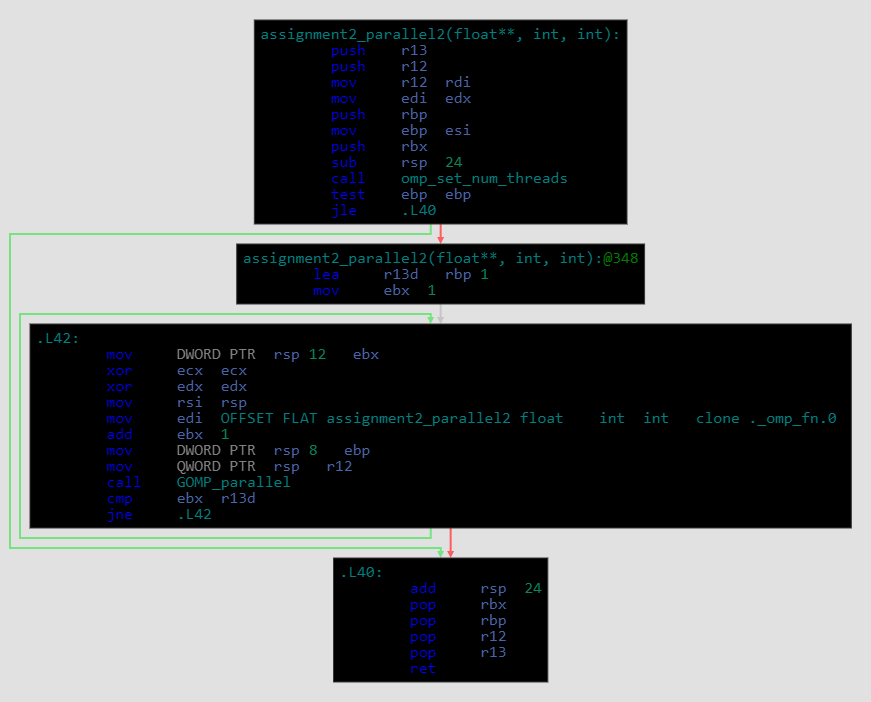 assignment2_parallel2(float**, int, int):
push r13
push r12
mov r12 rdi
mov edi edx
push rbp
mov ebp esi
push rbx
sub rsp 24
call omp_set_num_threads
test ebp ebp
jle .L40
assignment2_parallel2(float**, int, int):@348
lea r13d rbp 1
mov ebx 1
.L42:
mov DWORD PTR rsp 12 ebx
xor ecx ecx
xor edx edx
mov rsi rsp
mov edi OFFSET FLAT assignment2_parallel2 float int int clone ._omp_fn.0
add ebx 1
mov DWORD PTR rsp 8 ebp
mov QWORD PTR rsp r12
call GOMP_parallel
cmp ebx r13d
jne .L42
.L40:
add rsp 24
pop rbx
pop rbp
pop r12
pop r13
ret